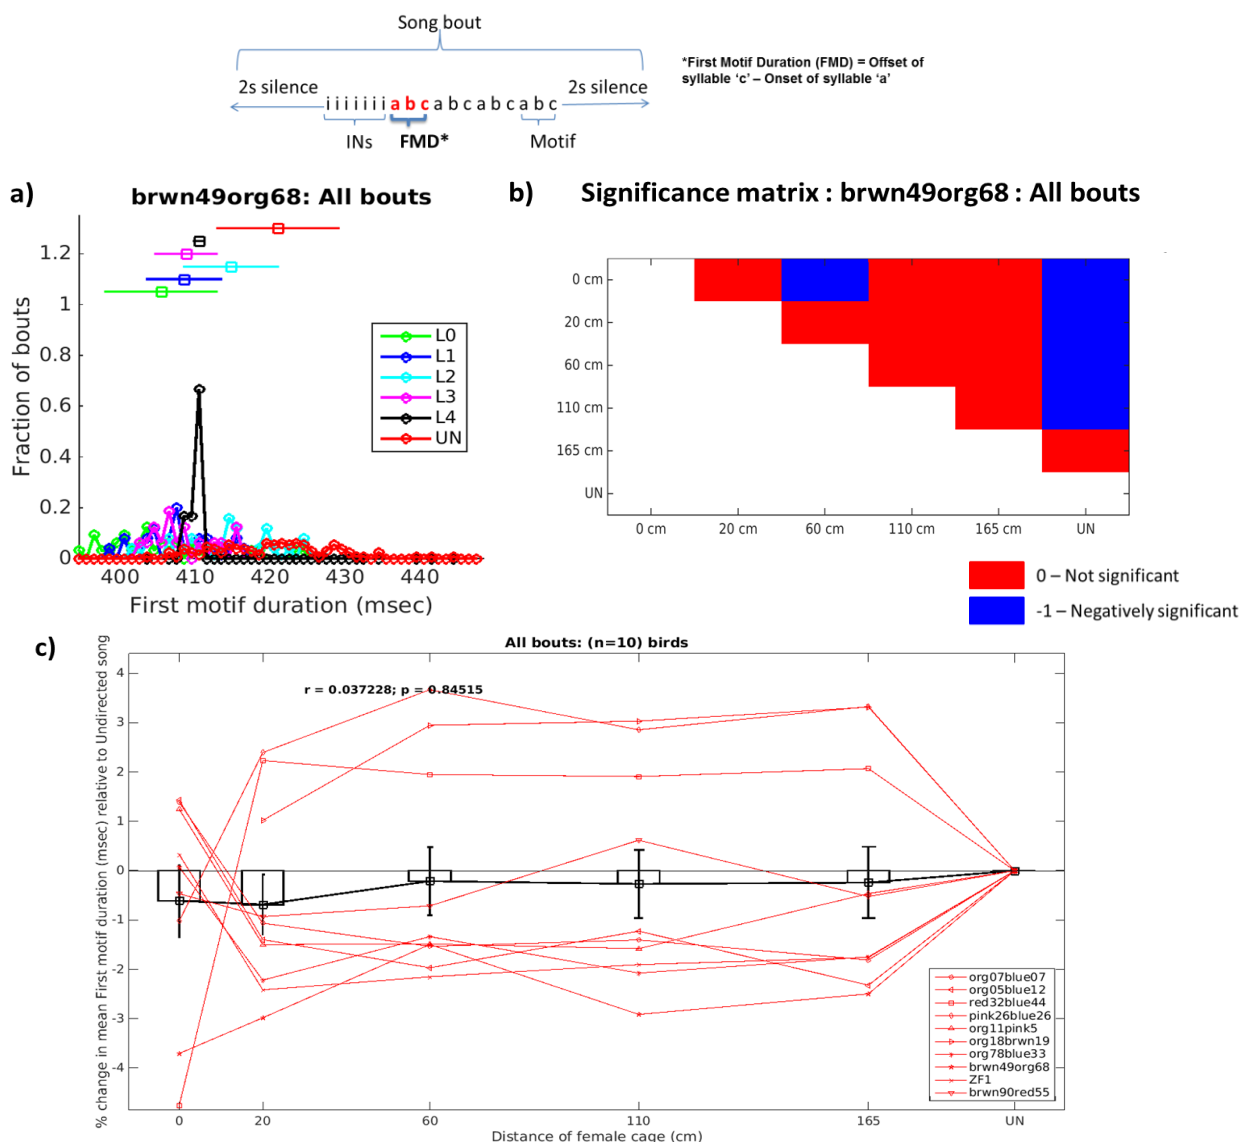 Song bout
*First Motif Duration (FMD) = Offset of
syllable ‘c’ – Onset of syllable ‘a’
2s silence
2s silence
i i i i i i i a b c a b c a b c a b c
INs
FMD*
Motif
a)
brwn49org68: All bouts
Fraction of bouts
1.2
1
0.8
0.6
0.4
0.2
0
400
410
420
430
440
First motif duration (msec)
L0
L1
L2
L3
L4
UN
b)
Significance matrix : brwn49org68 : All bouts
0 cm
20 cm
60 cm
110 cm
165 cm
UN
0 cm
20 cm
60 cm
110 cm
165 cm
UN
0 – Not significant
-1 – Negatively significant
c)
All bouts: (n=10) birds
r = 0.037228; p = 0.84515
% change in mean First motif duration (msec) relative to Undirected song
4
3
2
1
0
-1
-2
-3
-4
0
20
60
110
165
UN
Distance of female cage (cm)
org07blue07
org05blue12
red32blue44
pink26blue26
org11pink5
org18brwn19
org78blue33
brwn49org68
ZF1
brwn90red55